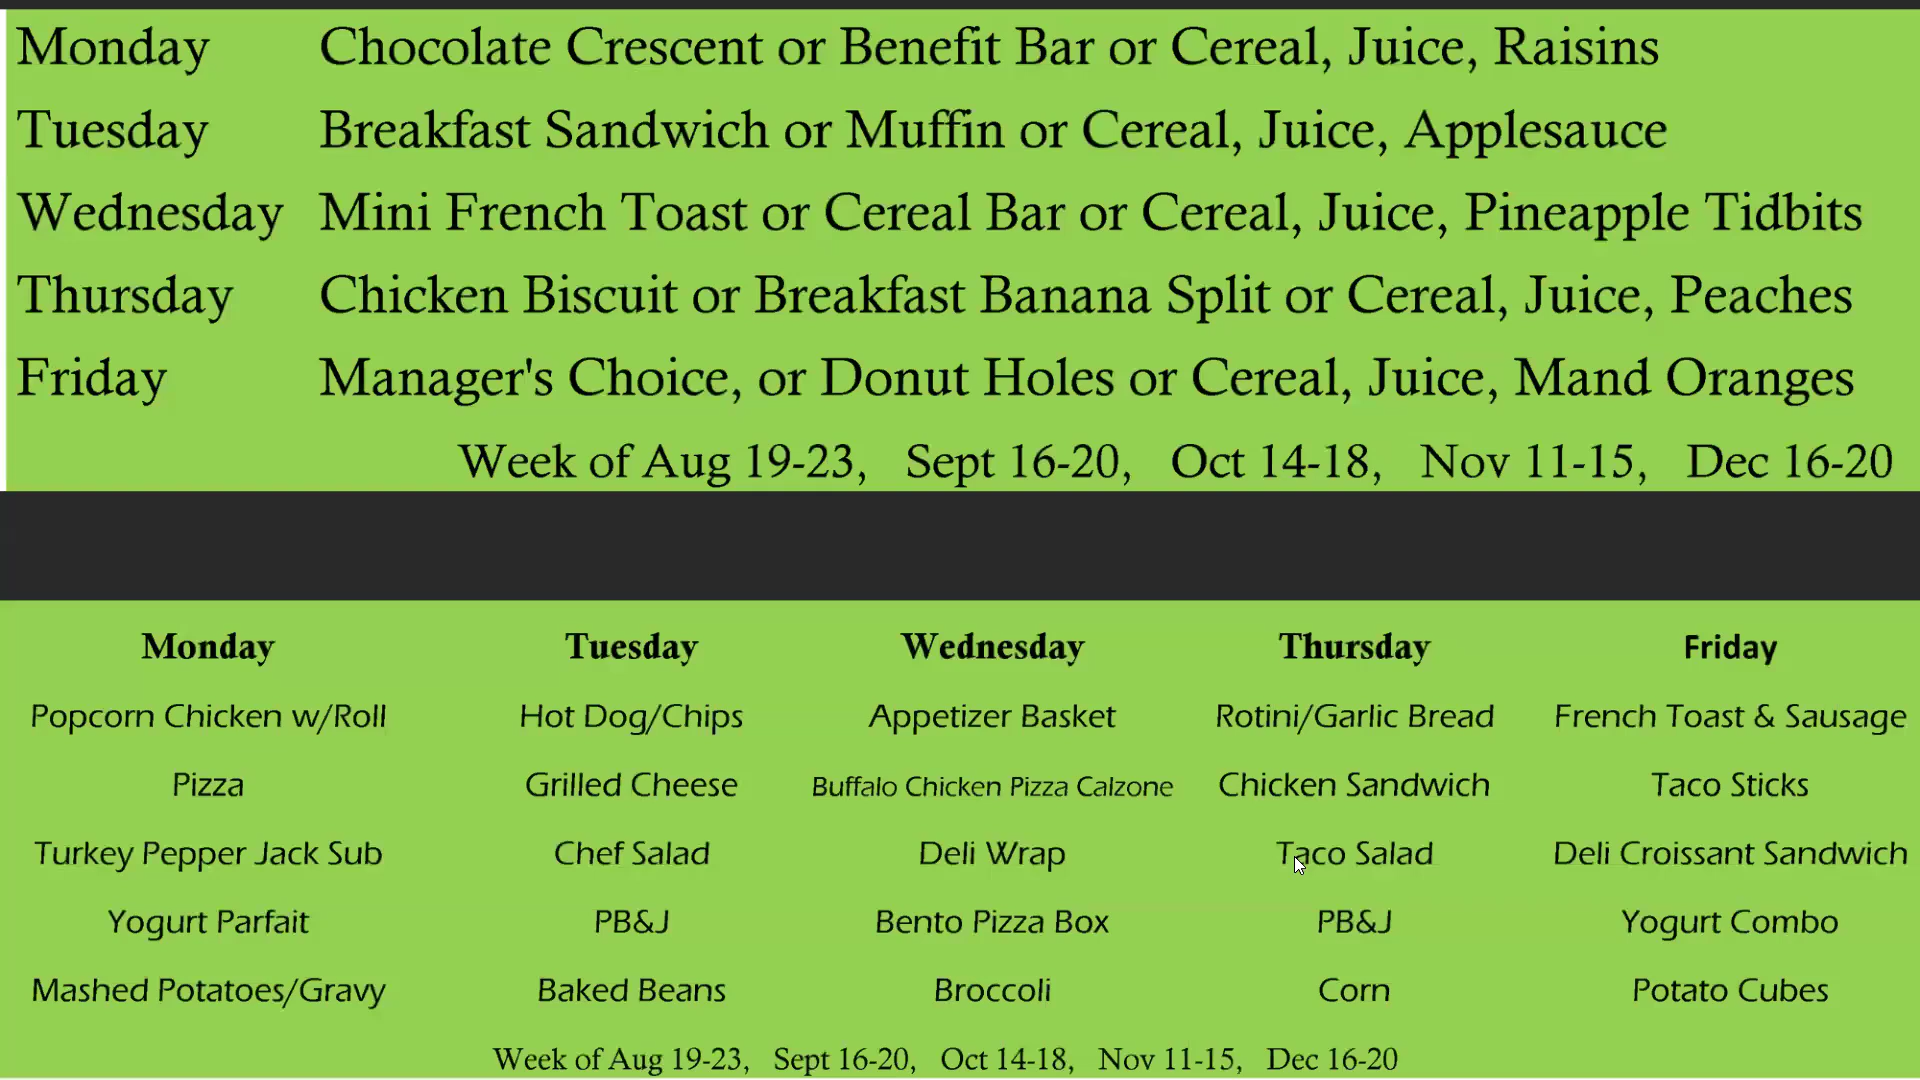 Monday Chocolate Crescent or Benefit Bar or Cereal, Juice, Raisins
Tuesday Breakfast Sandwich or Muffin or Cereal, Juice, Applesauce
Wednesday Mini French Toast or Cereal Bar or Cereal, Juice, Pineapple Tidbits
Thursday Chicken Biscuit or Breakfast Banana Split or Cereal, Juice, Peaches
Friday Manager's Choice, or Donut Holes or Cereal, Juice, Mand Oranges
Week of Aug 19-23, Sept 16-20, Oct 14-18, Nov 11-15, Dec 16-20
Monday Tuesday Wednesday Thursday Friday
Popcorn Chicken w/Roll Hot Dog/Chips Appetizer Basket Rotini/Garlic Bread French Toast & Sausage
Pizza Grilled Cheese Buffalo Chicken Pizza Calzone Chicken Sandwich Taco Sticks
Turkey Pepper Jack Sub Chef Salad Deli Wrap Taco Salad Deli Croissant Sandwich
Yogurt Parfait PB&J Bento Pizza Box PB&J Yogurt Combo
Mashed Potatoes/Gravy Baked Beans Broccoli Corn Potato Cubes
Week of Aug 19-23, Sept 16-20, Oct 14-18, Nov 11-15, Dec 16-20